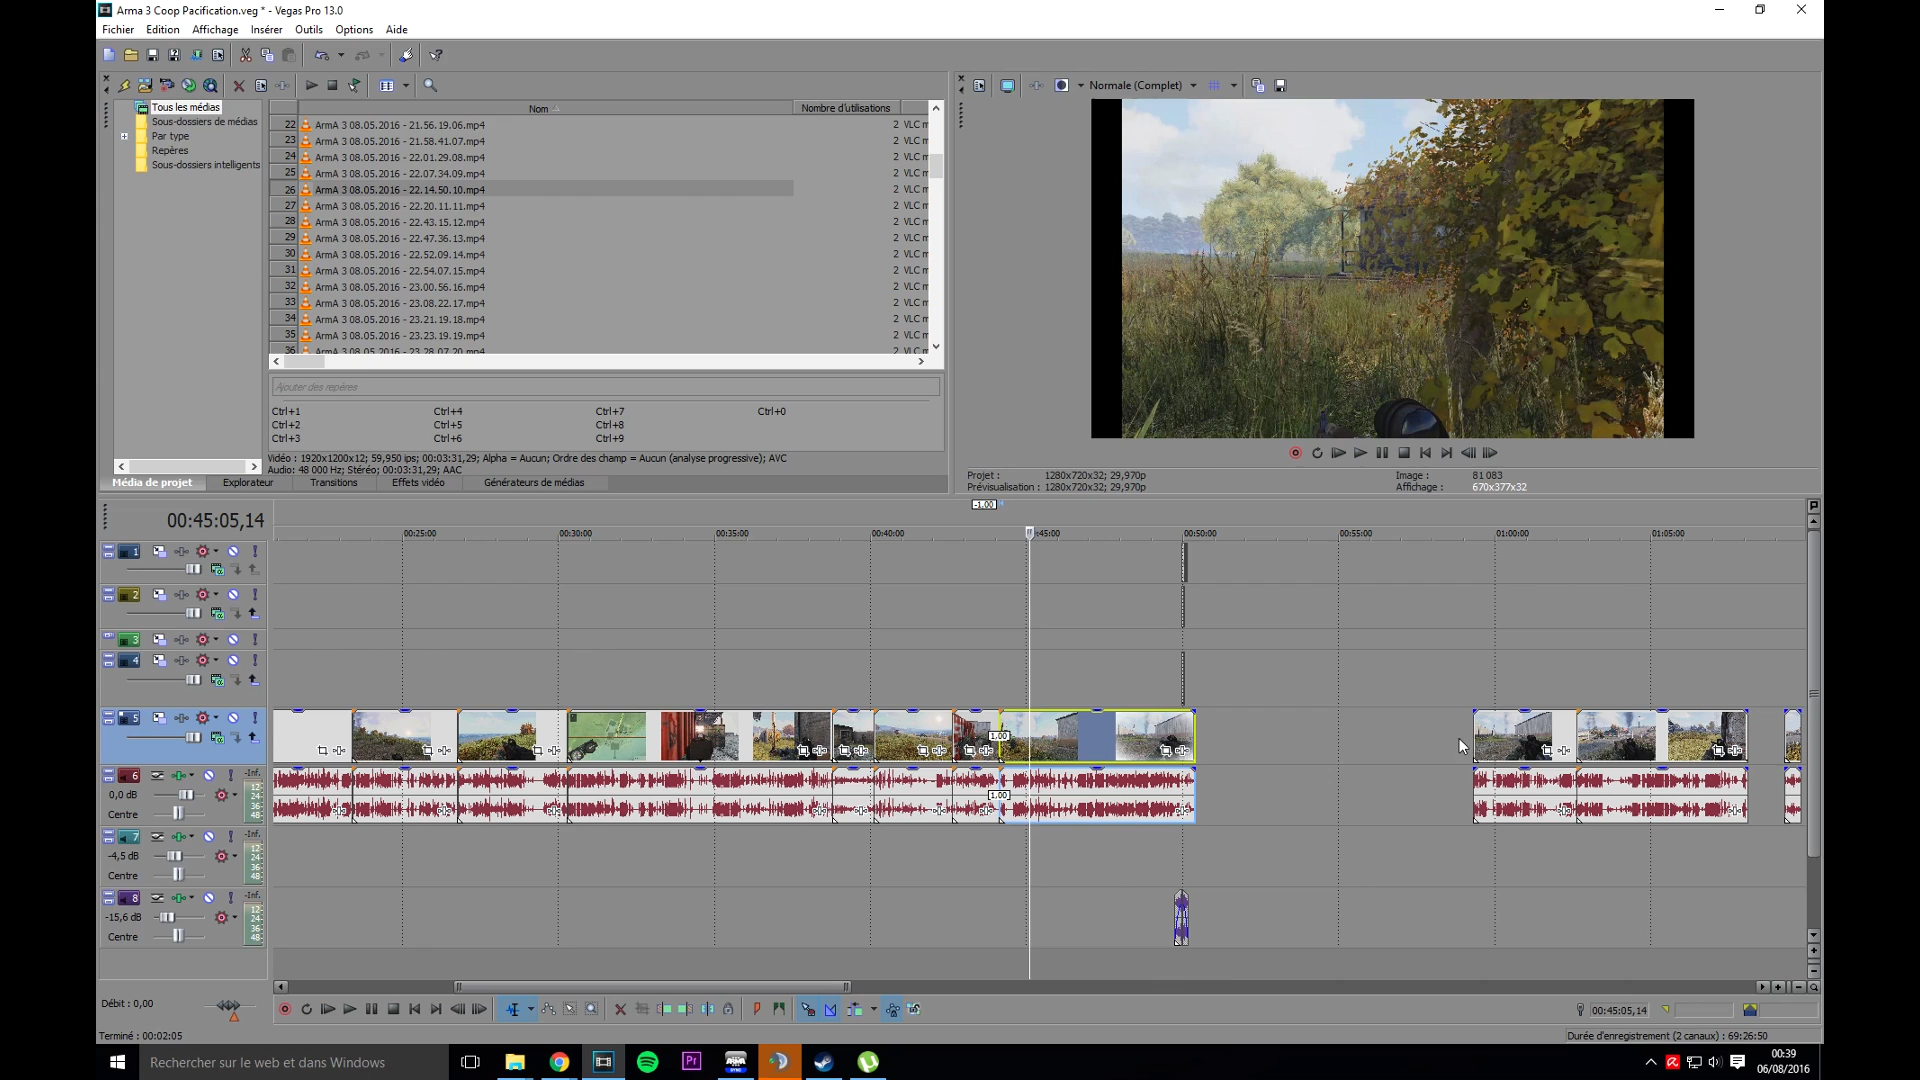 Arma 3 Coop Pacification.veg * - Vegas Pro 13.0
Fichier Edition Affichage Insérer Outils Options Aide
Normale (Complet)
Tous les médias
Sous-dossiers de médias
Par type
Repères
Sous-dossiers intelligents
Nom Nombre d'utilisations
22 ArmA 3 08.05.2016 - 21.56.19.06.mp4 2 VLC m
23 ArmA 3 08.05.2016 - 21.58.41.07.mp4 2 VLC m
24 ArmA 3 08.05.2016 - 22.01.29.08.mp4 2 VLC m
25 ArmA 3 08.05.2016 - 22.07.34.09.mp4 2 VLC m
26 ArmA 3 08.05.2016 - 22.14.50.10.mp4 2 VLC m
27 ArmA 3 08.05.2016 - 22.20.11.11.mp4 2 VLC m
28 ArmA 3 08.05.2016 - 22.43.15.12.mp4 2 VLC m
29 ArmA 3 08.05.2016 - 22.47.36.13.mp4 2 VLC m
30 ArmA 3 08.05.2016 - 22.52.09.14.mp4 2 VLC m
31 ArmA 3 08.05.2016 - 22.54.07.15.mp4 2 VLC m
32 ArmA 3 08.05.2016 - 23.00.56.16.mp4 2 VLC m
33 ArmA 3 08.05.2016 - 23.08.22.17.mp4 2 VLC m
34 ArmA 3 08.05.2016 - 23.21.19.18.mp4 2 VLC m
35 ArmA 3 08.05.2016 - 23.23.19.19.mp4 2 VLC m
36 ArmA 3 08.05.2016 - 23.28.07.20.mp4 2 VLC m
Ajouter des repères
Ctrl+1 Ctrl+4 Ctrl+7 Ctrl+0
Ctrl+2 Ctrl+5 Ctrl+8
Ctrl+3 Ctrl+6 Ctrl+9
Vidéo : 1920x1200x12; 59,950 ips; 00:03:31,29; Alpha = Aucun; Ordre des champ = Aucun (analyse progressive); AVC
Audio: 48 000 Hz; Stéréo; 00:03:31,29; AAC
Média de projet Explorateur Transitions Effets vidéo Générateurs de médias
Projet : 1280x720x32; 29,970p Image : 81 083
Prévisualisation : 1280x720x32; 29,970p Affichage : 670x377x32
-1.00
00:45:05,14
00:25:00 00:30:00 00:35:00 00:40:00 :45:00 00:50:00 00:55:00 01:00:00 01:05:00
1
2
3
4
5
1.00
6 -Inf.
0,0 dB
Centre
12
24
36
48
1.00
7 -Inf.
-4,5 dB
Centre
12
24
36
48
8 -Inf.
-15,6 dB
Centre
12
24
36
48
Débit : 0,00
00:45:05,14
Terminé : 00:02:05
Durée d'enregistrement (2 canaux) : 69:26:50
Rechercher sur le web et dans Windows
Pr
00:39
06/08/2016